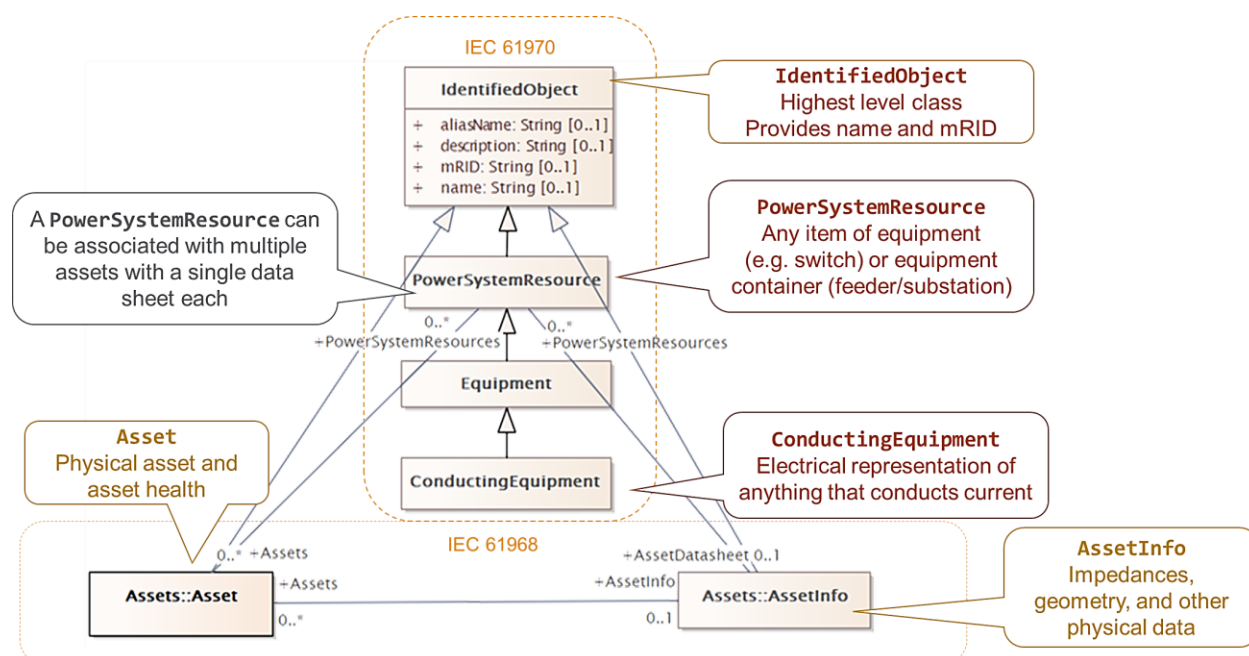 IEC 61970
IdentifiedObject
+ aliasName: String [0..1]
+ description: String [0..1]
+ mRID: String [0..1]
+ name: String [0..1]
IdentifiedObject
Highest level class
Provides name and mRID
A PowerSystemResource can
be associated with multiple
assets with a single data
sheet each
PowerSystemResource
PowerSystemResource
Any item of equipment
(e.g. switch) or equipment
container (feeder/substation)
0..*
0..*
+PowerSystemResources
+PowerSystemResources
Equipment
Asset
Physical asset and
asset health
ConductingEquipment
ConductingEquipment
Electrical representation of
anything that conducts current
IEC 61968
0..*
+Assets
+AssetDatasheet 0..1
+Assets
+AssetInfo
Assets::Asset
Assets::AssetInfo
0..*
0..1
AssetInfo
Impedances,
geometry, and other
physical data